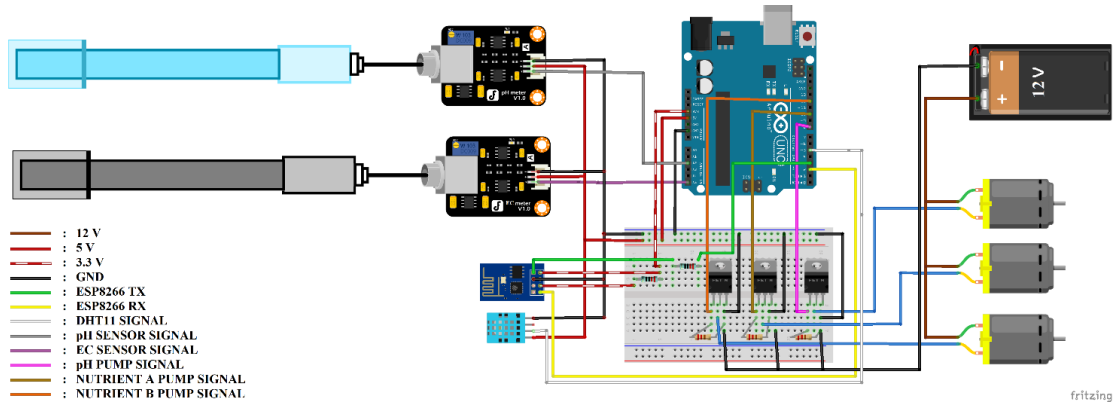 pH meter
V1.0
EC meter
V1.0
A
A
12 V
ARDUINO
UNO
: 12 V
: 5 V
: 3.3 V
: GND
: ESP8266 TX
: ESP8266 RX
: DHT11 SIGNAL
: pH SENSOR SIGNAL
: EC SENSOR SIGNAL
: pH PUMP SIGNAL
: NUTRIENT A PUMP SIGNAL
: NUTRIENT B PUMP SIGNAL
fritzing